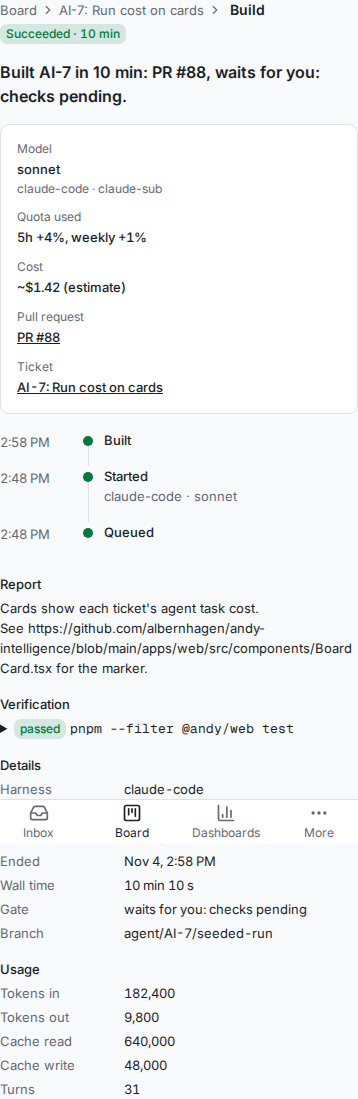 Board > AI-7: Run cost on cards > Build
Succeeded · 10 min
Built AI-7 in 10 min: PR #88, waits for you:
checks pending.
Model
sonnet
claude-code · claude-sub
Quota used
5h +4%, weekly +1%
Cost
~$1.42 (estimate)
Pull request
PR #88
Ticket
AI-7: Run cost on cards
2:58 PM Built
2:48 PM Started
claude-code · sonnet
2:48 PM Queued
Report
Cards show each ticket's agent task cost.
See https://github.com/albernhagen/andy-
intelligence/blob/main/apps/web/src/components/Board
Card.tsx for the marker.
Verification
passed pnpm --filter @andy/web test
Details
Harness claude-code
Inbox Board Dashboards More
Ended Nov 4, 2:58 PM
Wall time 10 min 10 s
Gate waits for you: checks pending
Branch agent/AI-7/seeded-run
Usage
Tokens in 182,400
Tokens out 9,800
Cache read 640,000
Cache write 48,000
Turns 31